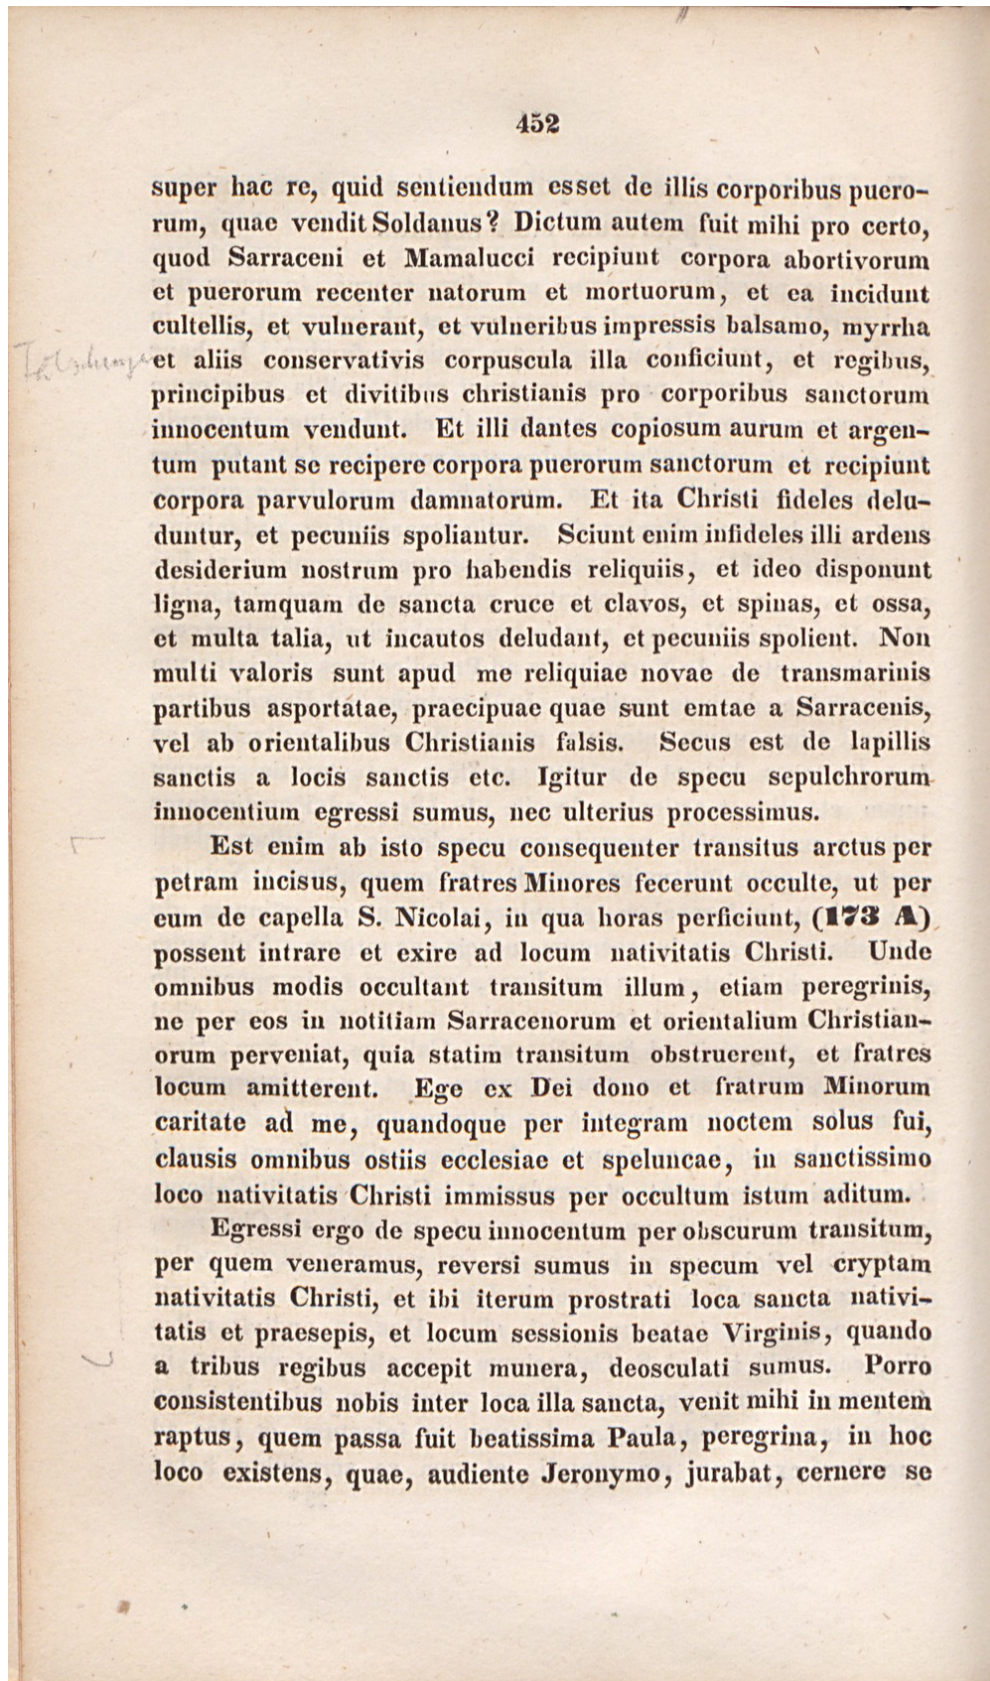 452
super hac re, quid sentiendum esset de illis corporibus puero-
rum, quae vendit Soldanus? Dictum autem fuit mihi pro certo,
quod Sarraceni et Mamalucci recipiunt corpora abortivorum
et puerorum recenter natorum et mortuorum, et ea incidunt
cultellis, et vulnerant, et vulneribus impressis balsamo, myrrha
et aliis conservativis corpuscula illa conficiunt, et regibus,
principibus et divitibus christianis pro corporibus sanctorum
innocentum vendunt. Et illi dantes copiosum aurum et argen-
tum putant se recipere corpora puerorum sanctorum et recipiunt
corpora parvulorum damnatorum. Et ita Christi fideles delu-
duntur, et pecuniis spoliantur. Sciunt enim infideles illi ardens
desiderium nostrum pro habendis reliquiis, et ideo disponunt
ligna, tamquam de sancta cruce et clavos, et spinas, et ossa,
et multa talia, ut incautos deludant, et pecuniis spolient. Non
multi valoris sunt apud me reliquiae novae de transmarinis
partibus asportatae, praecipuae quae sunt emtae a Sarracenis,
vel ab orientalibus Christianis falsis. Secus est de lapillis
sanctis a locis sanctis etc. Igitur de specu sepulchrorum
innocentium egressi sumus, nec ulterius processimus.
Est enim ab isto specu consequenter transitus arctus per
petram incisus, quem fratres Minores fecerunt occulte, ut per
eum de capella S. Nicolai, in qua horas perficiunt, (173 A)
possent intrare et exire ad locum nativitatis Christi. Unde
omnibus modis occultant transitum illum, etiam peregrinis,
ne per eos in notitiam Sarracenorum et orientalium Christian-
orum perveniat, quia statim transitum obstruerent, et fratres
locum amitterent. Ege ex Dei dono et fratrum Minorum
caritate ad me, quandoque per integram noctem solus fui,
clausis omnibus ostiis ecclesiae et speluncae, in sanctissimo
loco nativitatis Christi immissus per occultum istum aditum.
Egressi ergo de specu innocentum per obscurum transitum,
per quem veneramus, reversi sumus in specum vel cryptam
nativitatis Christi, et ibi iterum prostrati loca sancta nativi-
tatis et praesepis, et locum sessionis beatae Virginis, quando
a tribus regibus accepit munera, deosculati sumus. Porro
consistentibus nobis inter loca illa sancta, venit mihi in mentem
raptus, quem passa fuit beatissima Paula, peregrina, in hoc
loco existens, quae, audiente Jeronymo, jurabat, cernere se